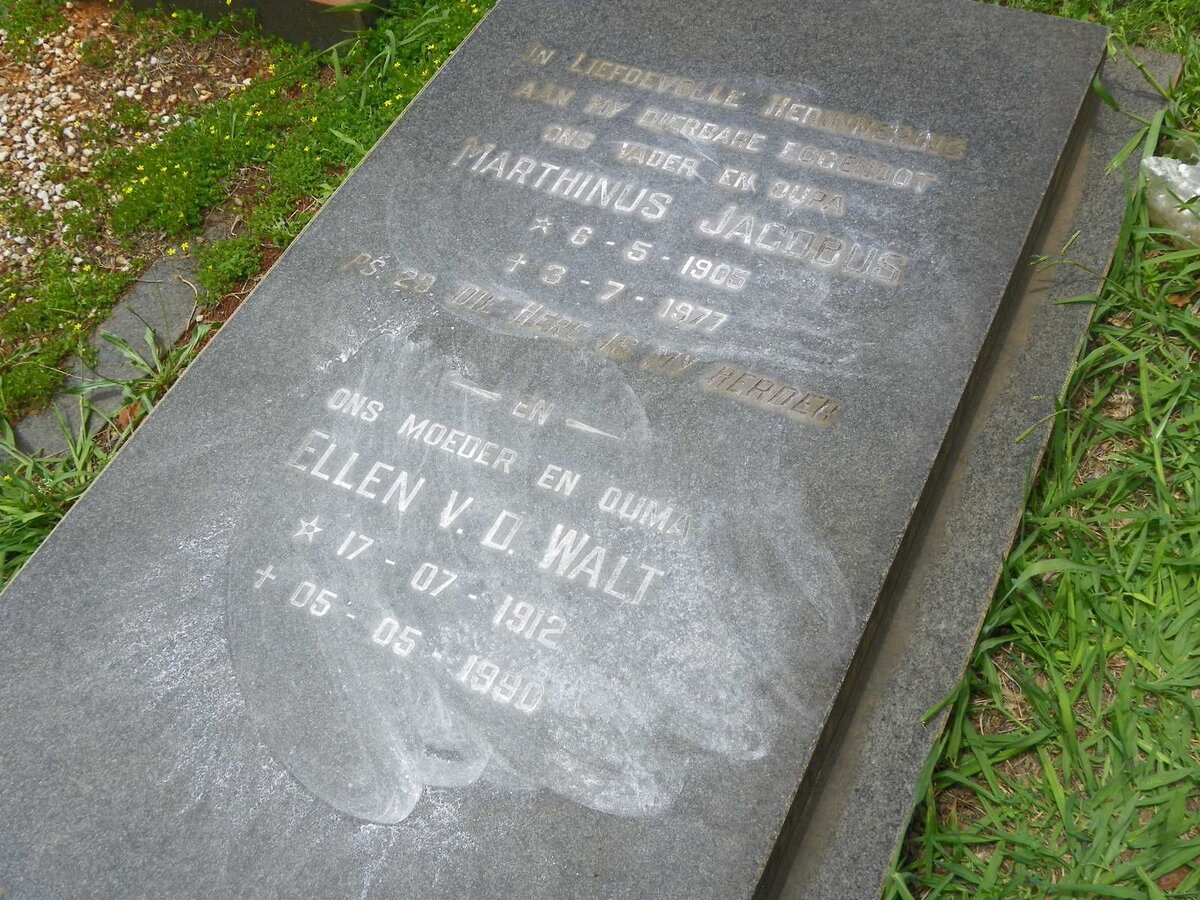 IN LIEFDEVOLLE HERINNERING
AAN MY DIERBARE EGGENOOT
ONS VADER EN OUPA
MARTHINUS JACOBUS
☆ 6 - 5 - 1905
✝ 3 - 7 - 1977
PS. 23 DIE HERE IS MY HERDER
— EN —
ONS MOEDER EN OUMA
ELLEN V. D. WALT
☆ 17 - 07 - 1912
✝ 05 - 05 - 1990